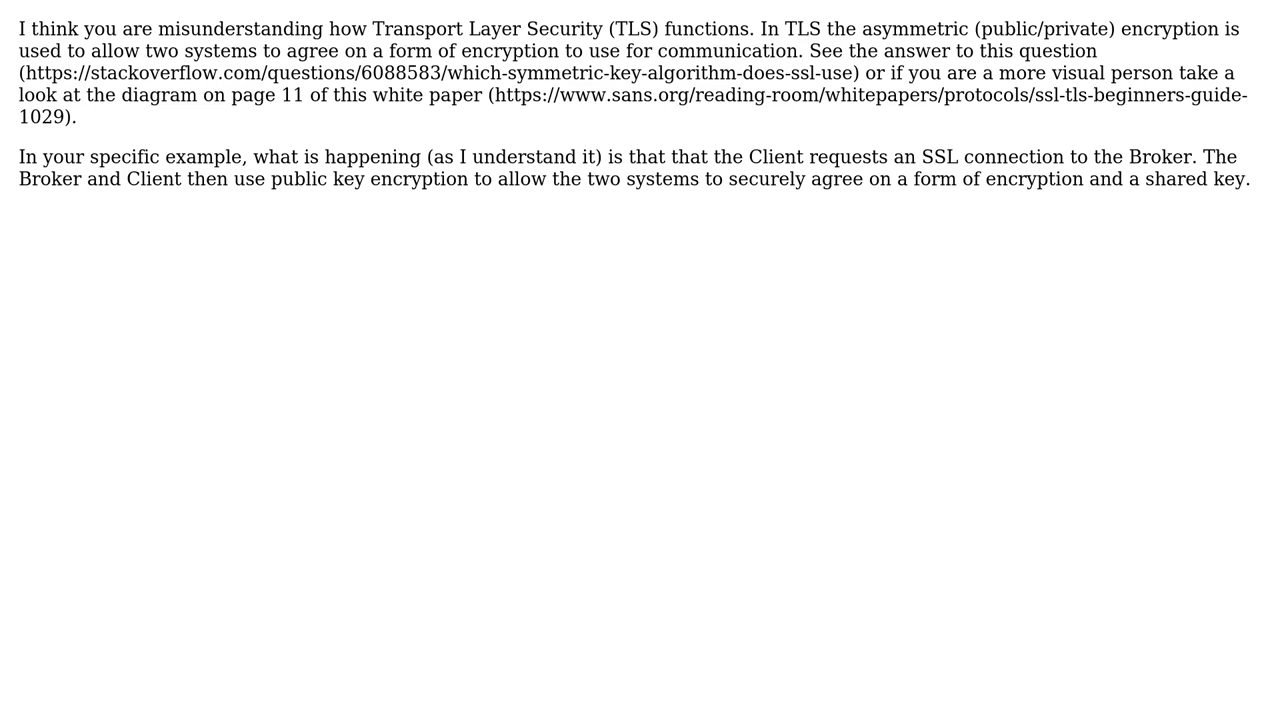 I think you are misunderstanding how Transport Layer Security (TLS) functions. In TLS the asymmetric (public/private) encryption is
used to allow two systems to agree on a form of encryption to use for communication. See the answer to this question
(https://stackoverflow.com/questions/6088583/which-symmetric-key-algorithm-does-ssl-use) or if you are a more visual person take a
look at the diagram on page 11 of this white paper (https://www.sans.org/reading-room/whitepapers/protocols/ssl-tls-beginners-guide-
1029).
In your specific example, what is happening (as I understand it) is that that the Client requests an SSL connection to the Broker. The
Broker and Client then use public key encryption to allow the two systems to securely agree on a form of encryption and a shared key.